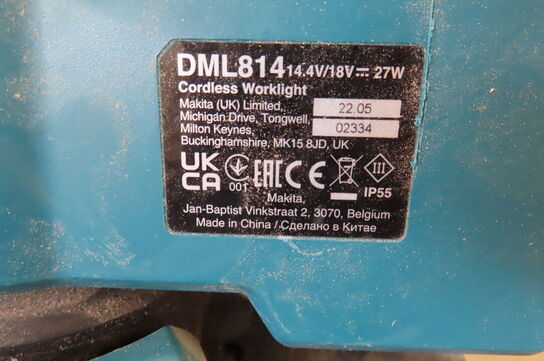 DML814 14.4V/18V⎓ 27W
Cordless Worklight
Makita (UK) Limited, 22.05
Michigan Drive, Tongwell,
Milton Keynes, 02334
Buckinghamshire, MK15 8JD, UK
UK CA 001 EAC CE III IP55
Makita,
Jan-Baptist Vinkstraat 2, 3070, Belgium
Made in China / Сделано в Китае